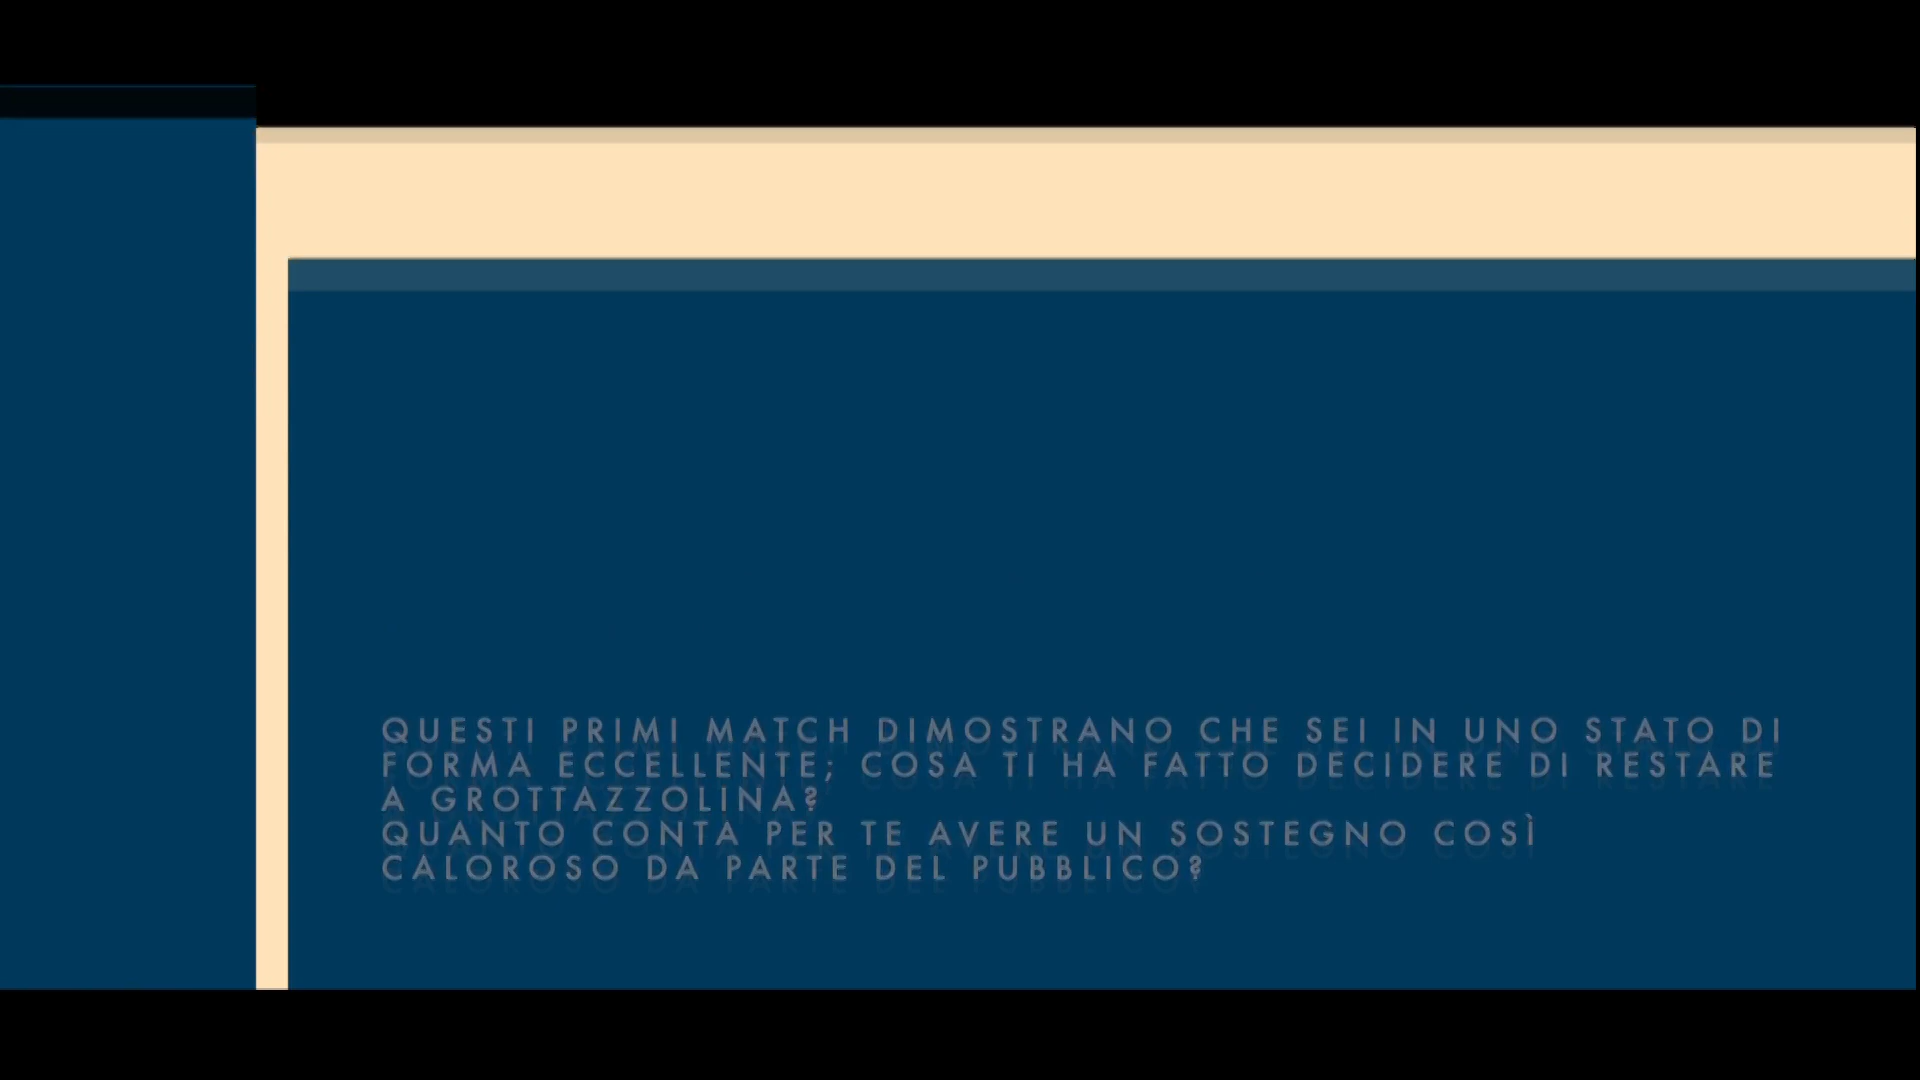 QUESTI PRIMI MATCH DIMOSTRANO CHE SEI IN UNO STATO DI
FORMA ECCELLENTE; COSA TI HA FATTO DECIDERE DI RESTARE
A GROTTAZZOLINA?
QUANTO CONTA PER TE AVERE UN SOSTEGNO COSÌ
CALOROSO DA PARTE DEL PUBBLICO?